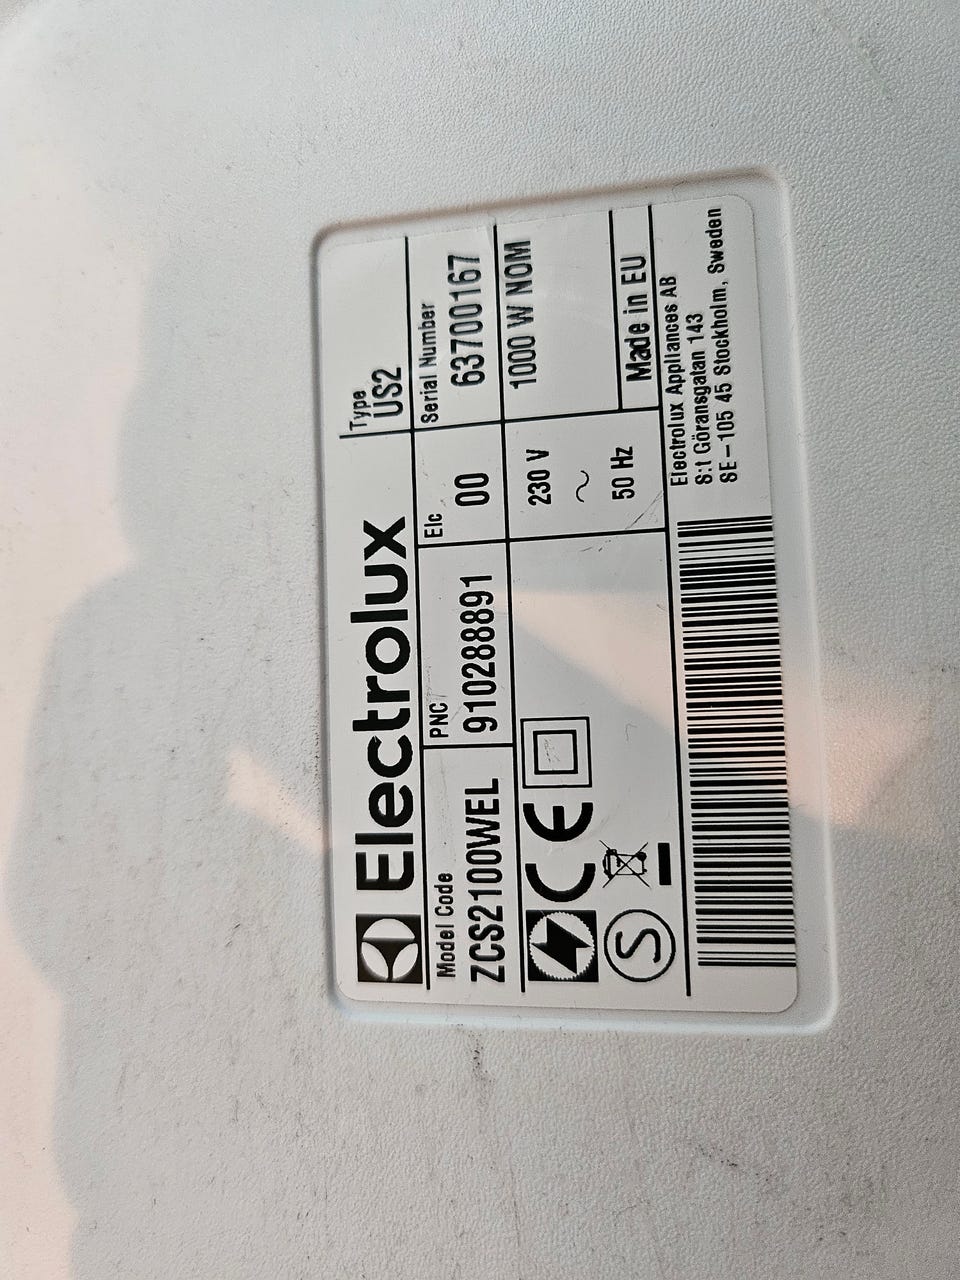 Electrolux
Type
US2
Model Code
ZCS2100WEL
PNC
910288891
Elc
00
Serial Number
63700167
230 V
~
50 Hz
1000 W NOM
Made in EU
CE
S
Electrolux Appliances AB
S:t Göransgatan 143
SE-105 45 Stockholm, Sweden